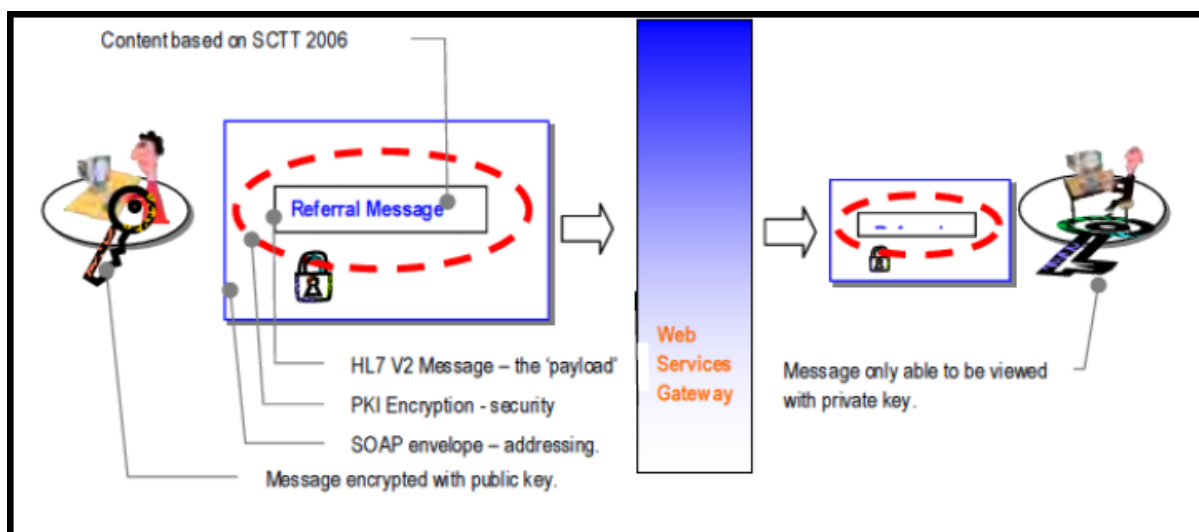 Content based on SCTT 2006
Referral Message
Web
Services
Gateway
HL7 V2 Message – the 'payload'
PKI Encryption - security
SOAP envelope – addressing.
Message encrypted with public key.
Message only able to be viewed
with private key.